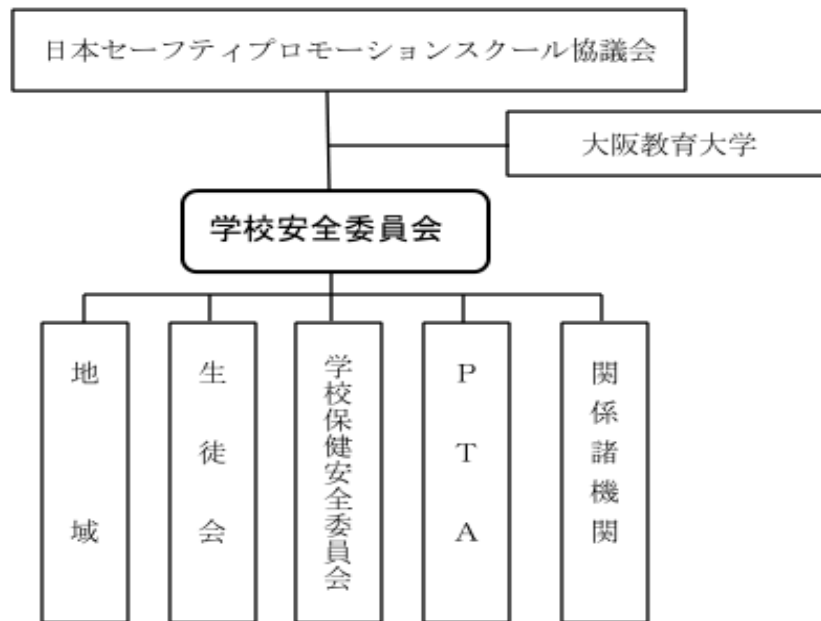 日本セーフティプロモーションスクール協議会
大阪教育大学
学校安全委員会
地域
生徒会
学校保健安全委員会
PTA
関係諸機関